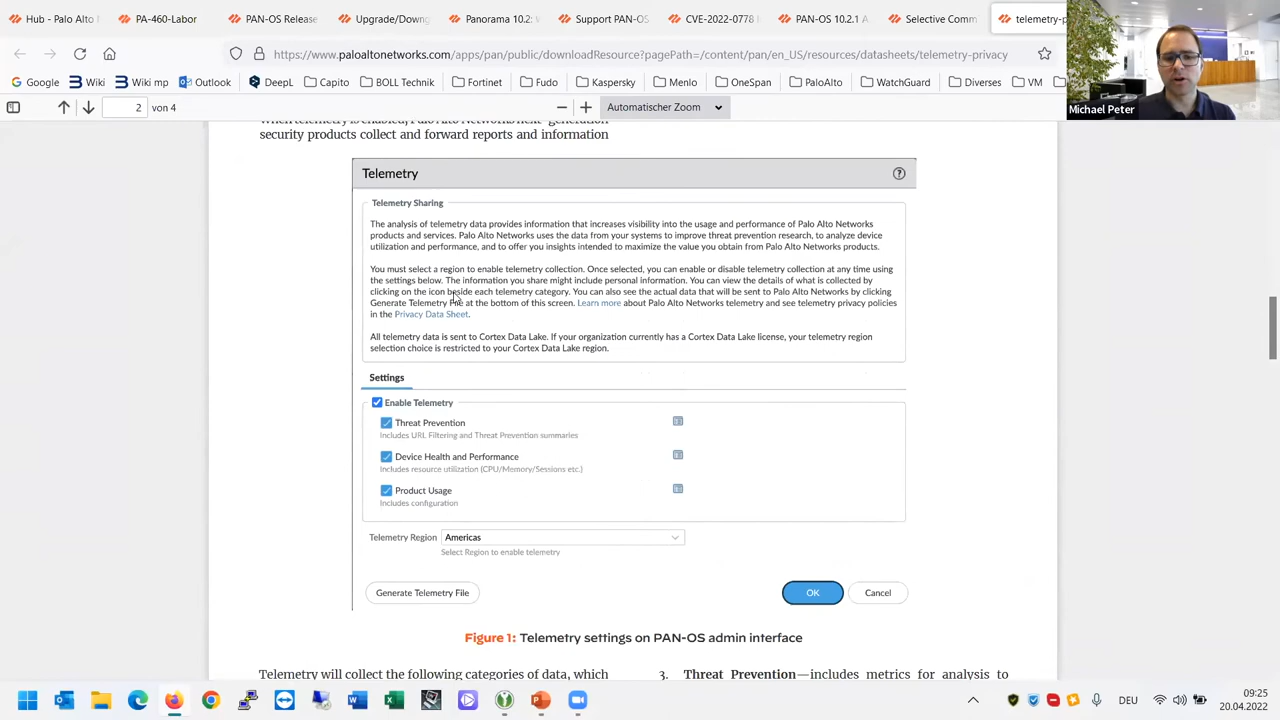 Hub - Palo Alto N
PA-460-Labor
PAN-OS Release
Upgrade/Downg
Panorama 10.2:
Support PAN-OS
CVE-2022-0778 I
PAN-OS 10.2.1 A
Selective Comm
telemetry-p
https://www.paloaltonetworks.com/apps/pan/public/downloadResource?pagePath=/content/pan/en_US/resources/datasheets/telemetry-privacy
Google
Wiki
Wiki mp
Outlook
DeepL
Capito
BOLL Technik
Fortinet
Fudo
Kaspersky
Menlo
OneSpan
PaloAlto
WatchGuard
Diverses
VM
Michael Peter
2 von 4
Automatischer Zoom
When telemetry is enabled, Palo Alto Networks next-generation
security products collect and forward reports and information
Telemetry
Telemetry Sharing
The analysis of telemetry data provides information that increases visibility into the usage and performance of Palo Alto Networks
products and services. Palo Alto Networks uses the data from your systems to improve threat prevention research, to analyze device
utilization and performance, and to offer you insights intended to maximize the value you obtain from Palo Alto Networks products.
You must select a region to enable telemetry collection. Once selected, you can enable or disable telemetry collection at any time using
the settings below. The information you share might include personal information. You can view the details of what is collected by
clicking on the icon beside each telemetry category. You can also see the actual data that will be sent to Palo Alto Networks by clicking
Generate Telemetry File at the bottom of this screen. Learn more about Palo Alto Networks telemetry and see telemetry privacy policies
in the Privacy Data Sheet.
All telemetry data is sent to Cortex Data Lake. If your organization currently has a Cortex Data Lake license, your telemetry region
selection choice is restricted to your Cortex Data Lake region.
Settings
Enable Telemetry
Threat Prevention
Includes URL Filtering and Threat Prevention summaries
Device Health and Performance
Includes resource utilization (CPU/Memory/Sessions etc.)
Product Usage
Includes configuration
Telemetry Region Americas
Select Region to enable telemetry
Generate Telemetry File
OK
Cancel
Figure 1: Telemetry settings on PAN-OS admin interface
Telemetry will collect the following categories of data, which
3. Threat Prevention—includes metrics for analysis to
DEU
09:25
20.04.2022